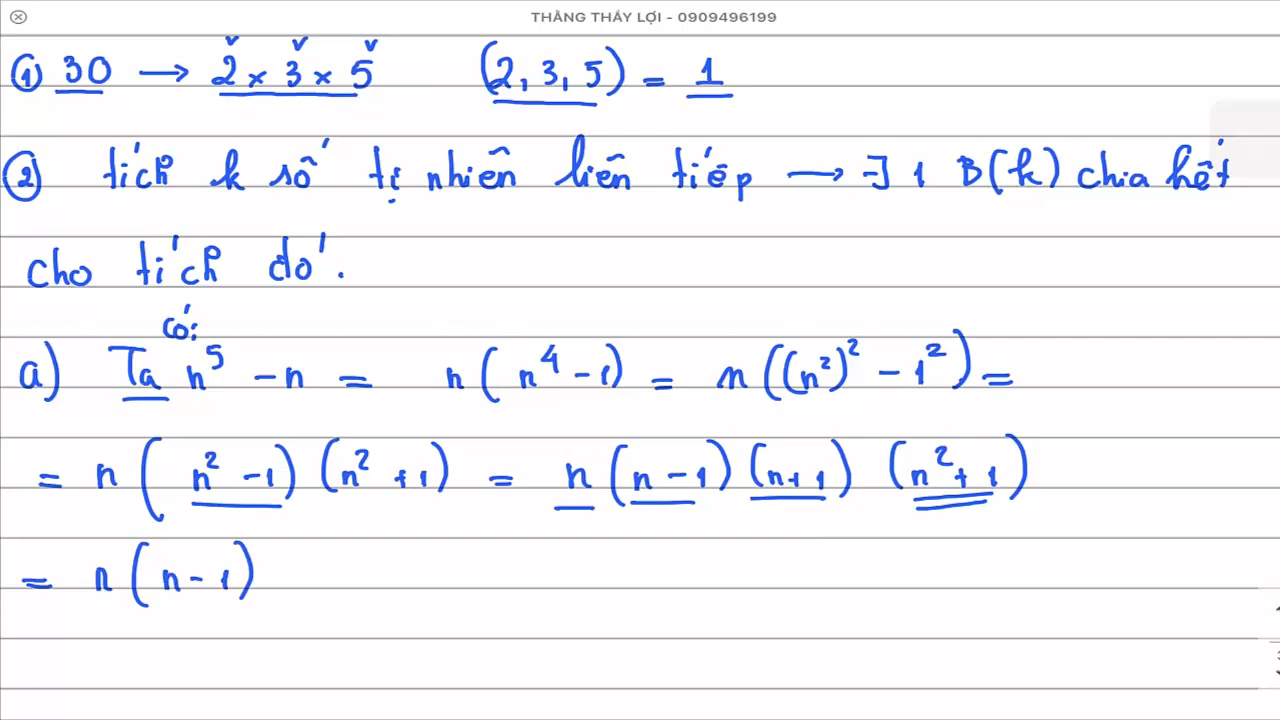 THẦNG THẦY LỢI - 0909496199
① 30 → 2 × 3 × 5 (2, 3, 5) = 1
② tích k số tự nhiên liên tiếp → ∃ 1 B(k) chia hết
cho tích đó.
có:
a) Ta n⁵ - n = n(n⁴ - 1) = n((n²)² - 1²) =
= n(n² - 1)(n² + 1) = n(n - 1)(n + 1)(n² + 1)
= n(n - 1)